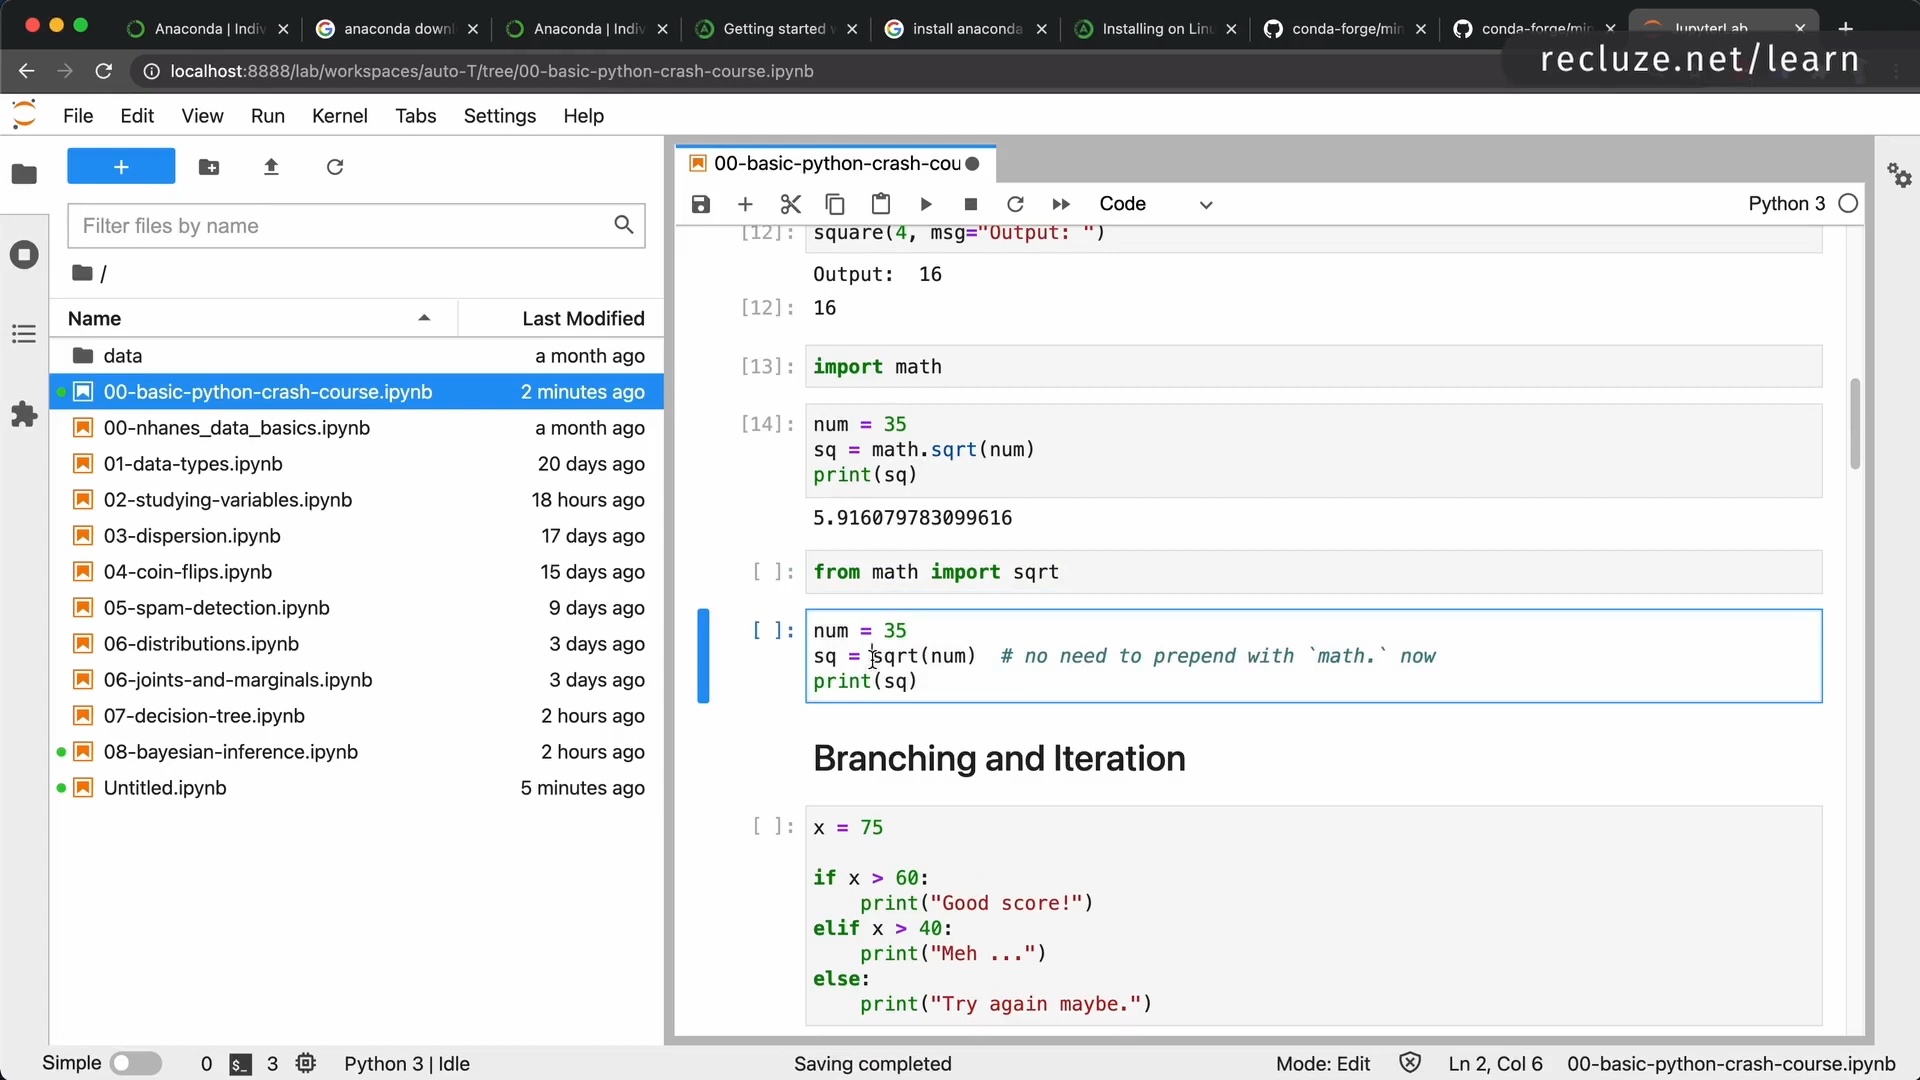 Anaconda | Indiv
anaconda downl
Anaconda | Indiv
Getting started w
install anaconda
Installing on Linu
conda-forge/min
conda-forge/min
JupyterLab
localhost:8888/lab/workspaces/auto-T/tree/00-basic-python-crash-course.ipynb
recluze.net/learn
File Edit View Run Kernel Tabs Settings Help
Filter files by name
/
Name Last Modified
data a month ago
00-basic-python-crash-course.ipynb 2 minutes ago
00-nhanes_data_basics.ipynb a month ago
01-data-types.ipynb 20 days ago
02-studying-variables.ipynb 18 hours ago
03-dispersion.ipynb 17 days ago
04-coin-flips.ipynb 15 days ago
05-spam-detection.ipynb 9 days ago
06-distributions.ipynb 3 days ago
06-joints-and-marginals.ipynb 3 days ago
07-decision-tree.ipynb 2 hours ago
08-bayesian-inference.ipynb 2 hours ago
Untitled.ipynb 5 minutes ago
00-basic-python-crash-cou
Code
Python 3
[12]: square(4, msg="Output: ")
Output:  16
[12]: 16
[13]: import math
[14]: num = 35
sq = math.sqrt(num)
print(sq)
5.916079783099616
[ ]: from math import sqrt
[ ]: num = 35
sq = sqrt(num)  # no need to prepend with `math.` now
print(sq)
Branching and Iteration
[ ]: x = 75
if x > 60:
    print("Good score!")
elif x > 40:
    print("Meh ...")
else:
    print("Try again maybe.")
Simple 0 $_ 3 Python 3 | Idle Saving completed Mode: Edit Ln 2, Col 6 00-basic-python-crash-course.ipynb